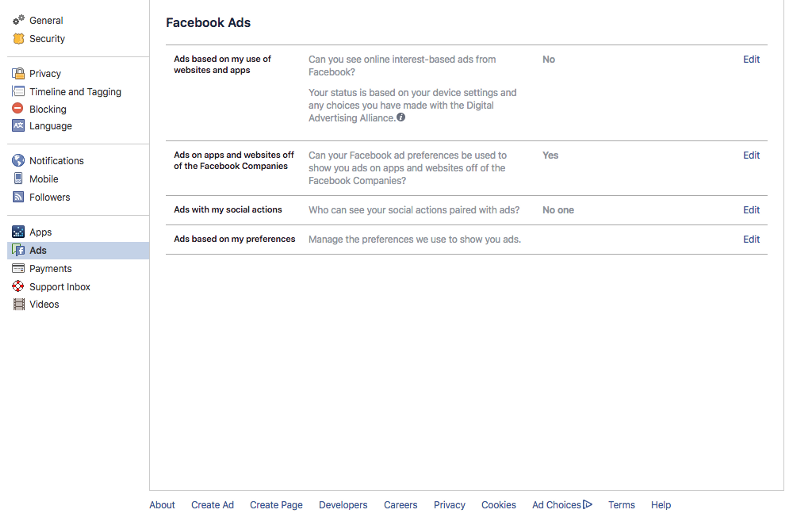 General
Security
Privacy
Timeline and Tagging
Blocking
Language
Notifications
Mobile
Followers
Apps
Ads
Payments
Support Inbox
Videos
Facebook Ads
Ads based on my use of
websites and apps
Can you see online interest-based ads from
Facebook?
Your status is based on your device settings and
any choices you have made with the Digital
Advertising Alliance.
No
Edit
Ads on apps and websites off
of the Facebook Companies
Can your Facebook ad preferences be used to
show you ads on apps and websites off of the
Facebook Companies?
Yes
Edit
Ads with my social actions
Who can see your social actions paired with ads?
No one
Edit
Ads based on my preferences
Manage the preferences we use to show you ads.
Edit
About Create Ad Create Page Developers Careers Privacy Cookies Ad Choices Terms Help